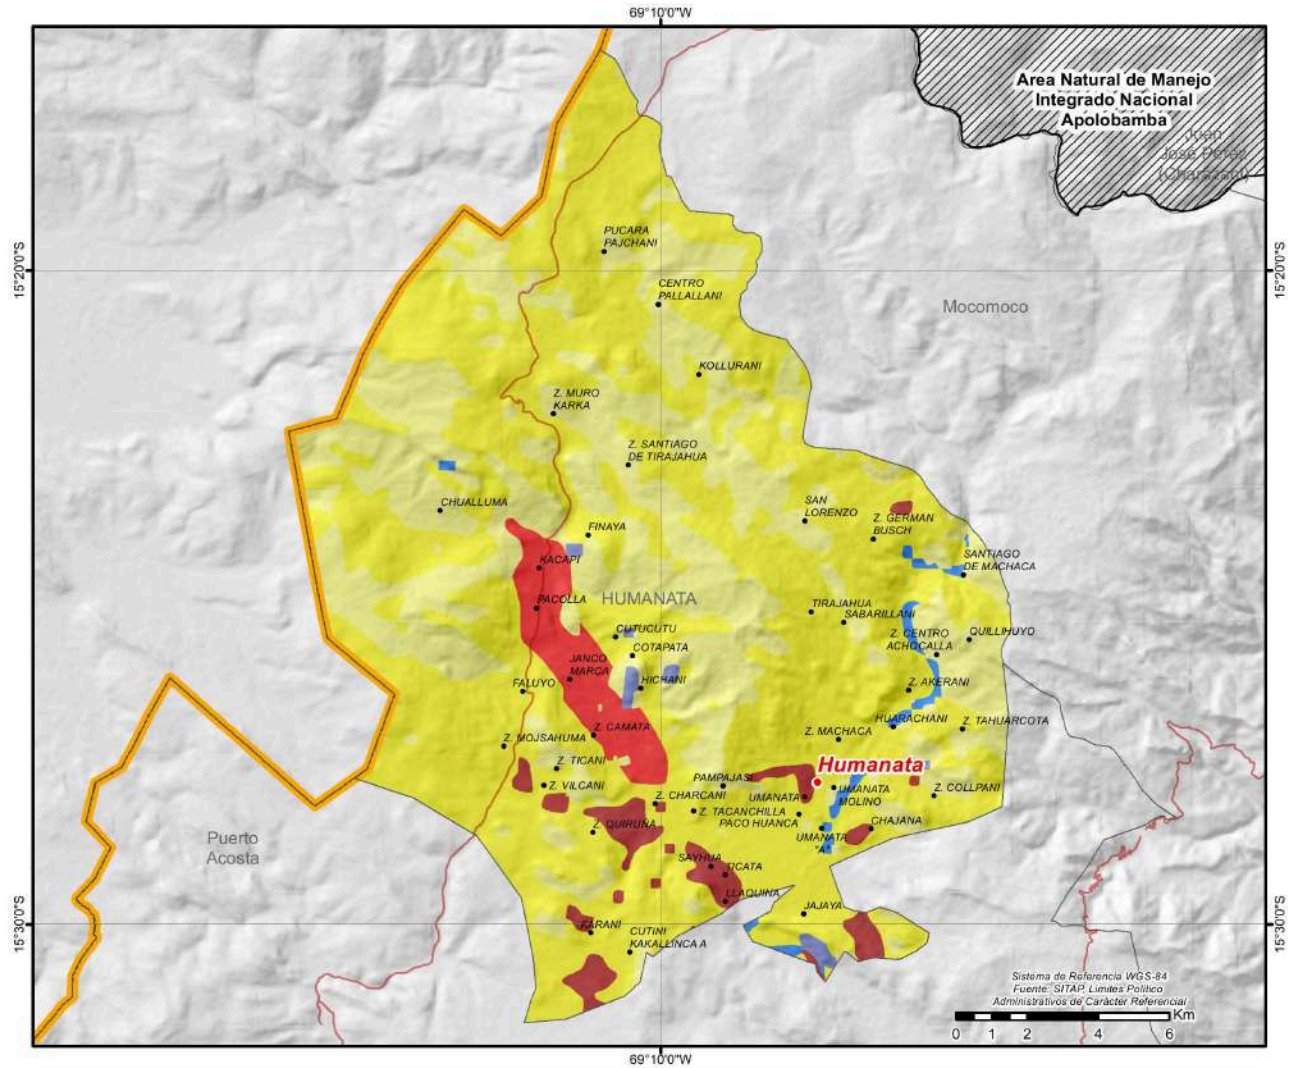 69°10'0"W
Area Natural de Manejo
Integrado Nacional
Apolobamba
Juan
José Perez
(Charazani)
PUCARA
PAJCHANI
15°20'0"S
15°20'0"S
CENTRO
PALLALLANI
Mocomoco
KOLLURANI
Z. MURO
KARKA
Z. SANTIAGO
DE TIRAJAHUA
CHUALLUMA
SAN
LORENZO
Z. GERMAN
BUSCH
FINAYA
SANTIAGO
DE MACHACA
KACAPI
HUMANATA
PACOLLA
TIRAJAHUA
SABARILLANI
CUTUCUTU
Z. CENTRO
ACHOCALLA
QUILLIHUYO
COTAPATA
JANCO
MARCA
HICHANI
FALUYO
Z. AKERANI
HUARACHANI
Z. TAHUARCOTA
Z. CAMATA
Z. MACHACA
Z. MOJSAHUMA
Humanata
Z. TICANI
Z. VILCANI
PAMPAJASI
UMANATA
UMANATA
MOLINO
Z. COLLPANI
Z. CHARCANI
Z. TACANCHILLA
PACO HUANCA
Z. QUIRUÑA
CHAJANA
UMANATA
"A"
Puerto
Acosta
SAYHUA
TICATA
LLAQUINA
JAJAYA
15°30'0"S
15°30'0"S
FARANI
CUTINI
KAKALLINCA A
Sistema de Referencia WGS-84
Fuente: SITAP, Limites Politico
Administrativos de Carácter Referencial
Km
0 1 2 4 6
69°10'0"W